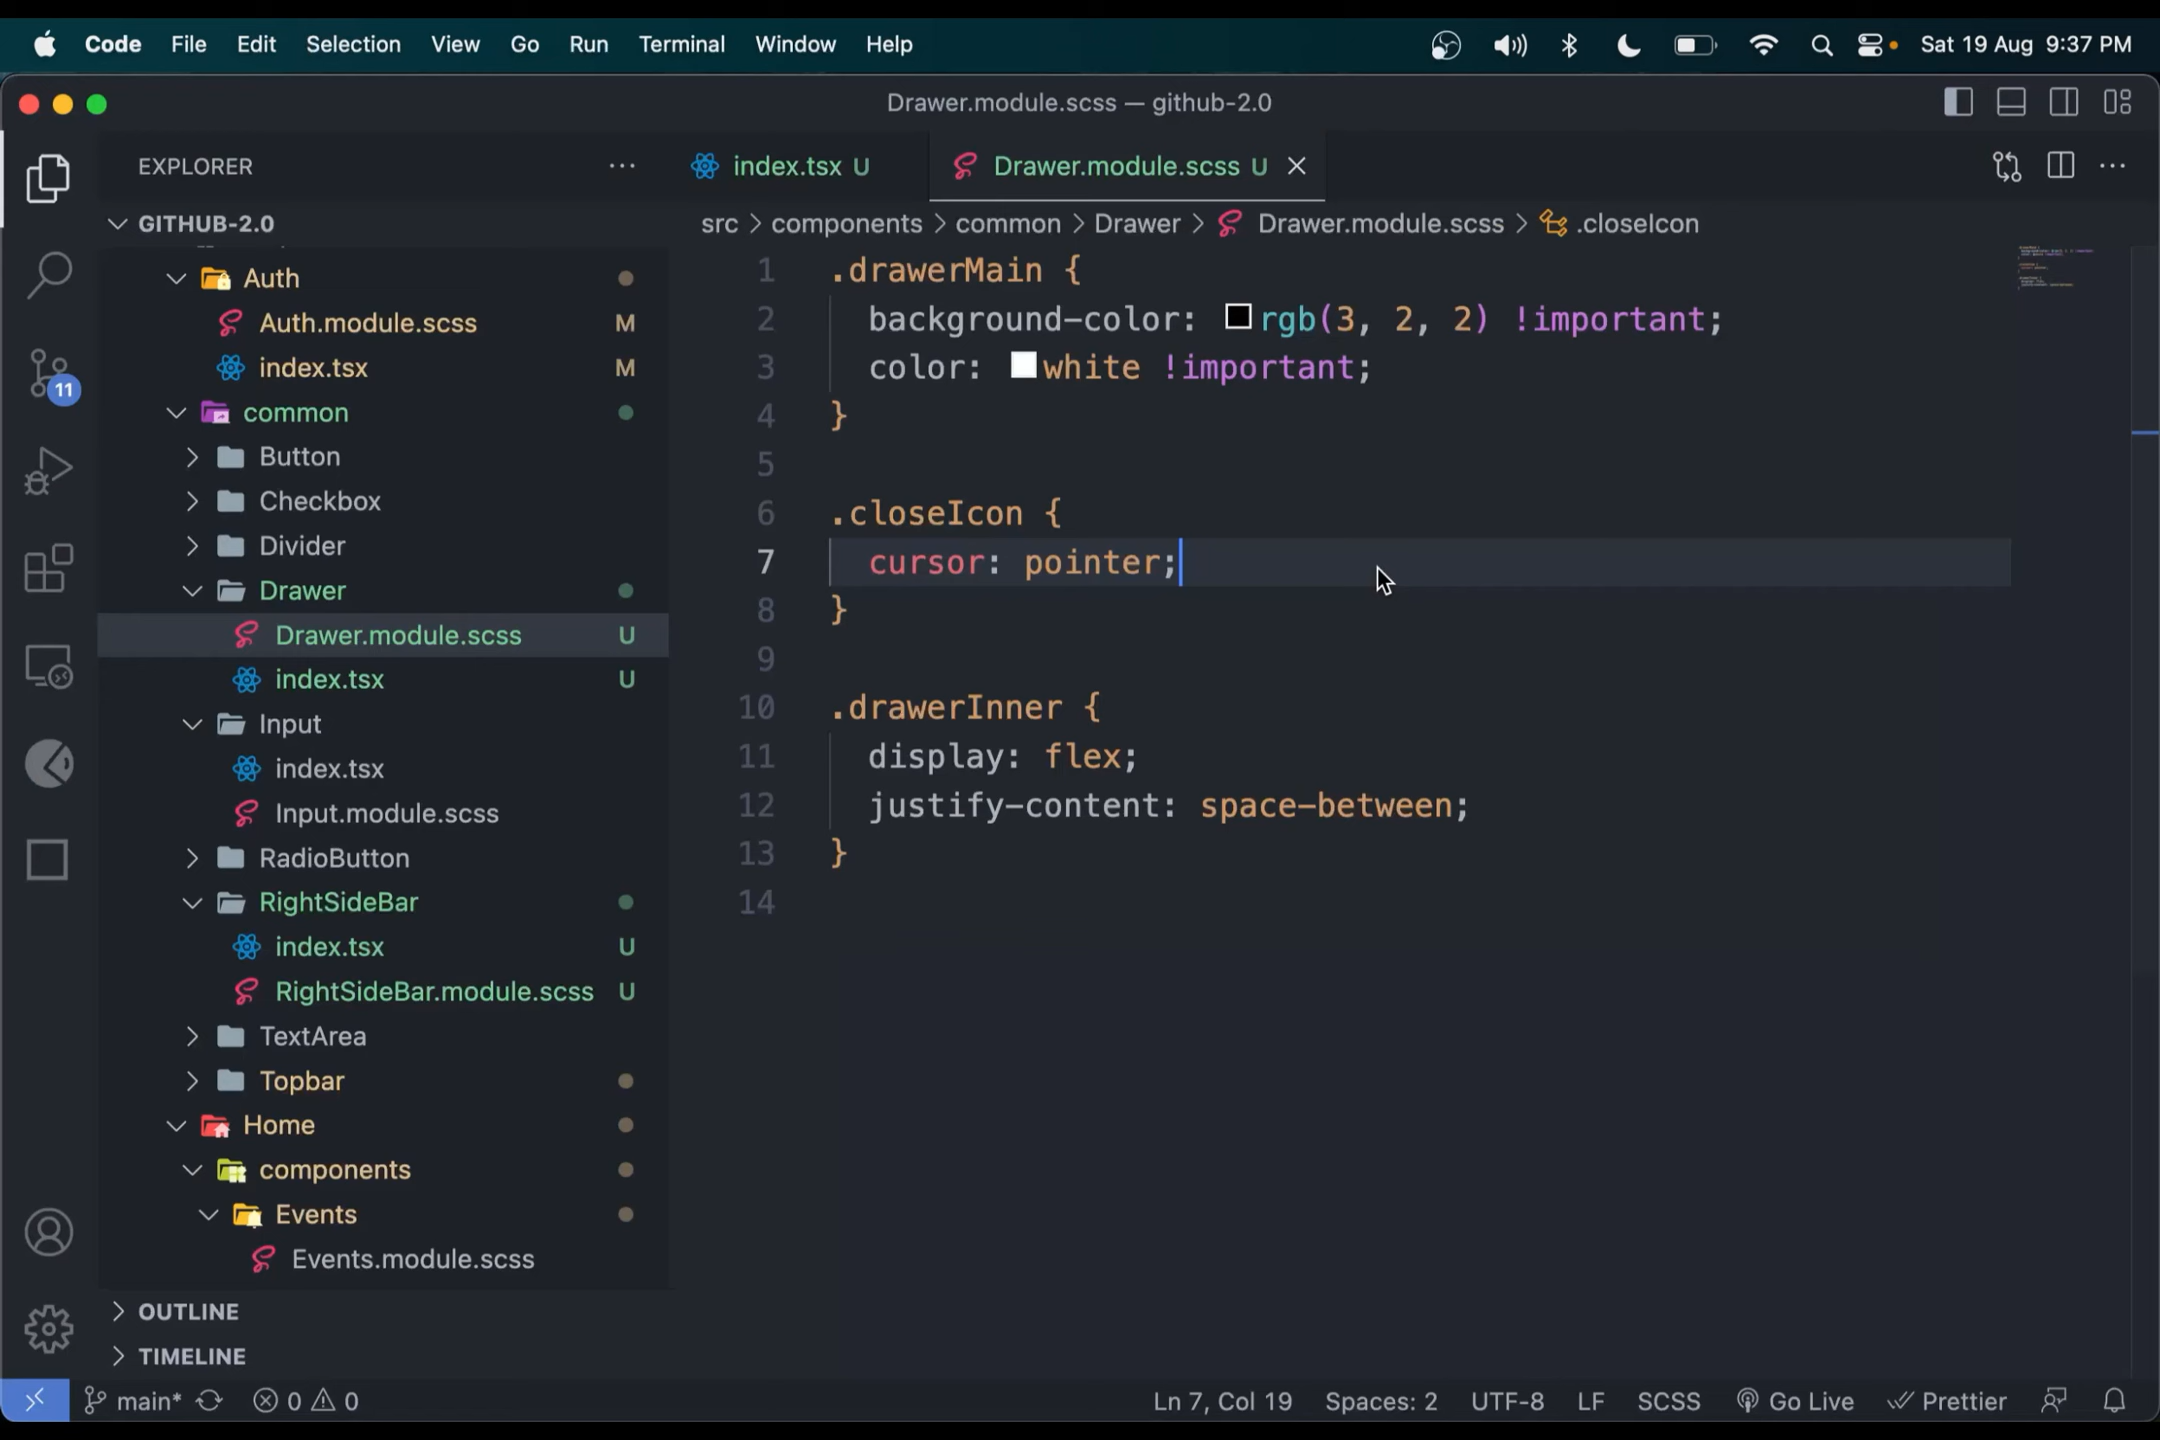 Code File Edit Selection View Go Run Terminal Window Help Sat 19 Aug 9:37 PM
Drawer.module.scss — github-2.0
EXPLORER
GITHUB-2.0
Auth
Auth.module.scss M
index.tsx M
common
Button
Checkbox
Divider
Drawer
Drawer.module.scss U
index.tsx U
Input
index.tsx
Input.module.scss
RadioButton
RightSideBar
index.tsx U
RightSideBar.module.scss U
TextArea
Topbar
Home
components
Events
Events.module.scss
OUTLINE
TIMELINE
11
index.tsx U Drawer.module.scss U
src > components > common > Drawer > Drawer.module.scss > .closeIcon
1 .drawerMain {
2 background-color: rgb(3, 2, 2) !important;
3 color: white !important;
4 }
5
6 .closeIcon {
7 cursor: pointer;
8 }
9
10 .drawerInner {
11 display: flex;
12 justify-content: space-between;
13 }
14
main* 0 0 Ln 7, Col 19 Spaces: 2 UTF-8 LF SCSS Go Live Prettier